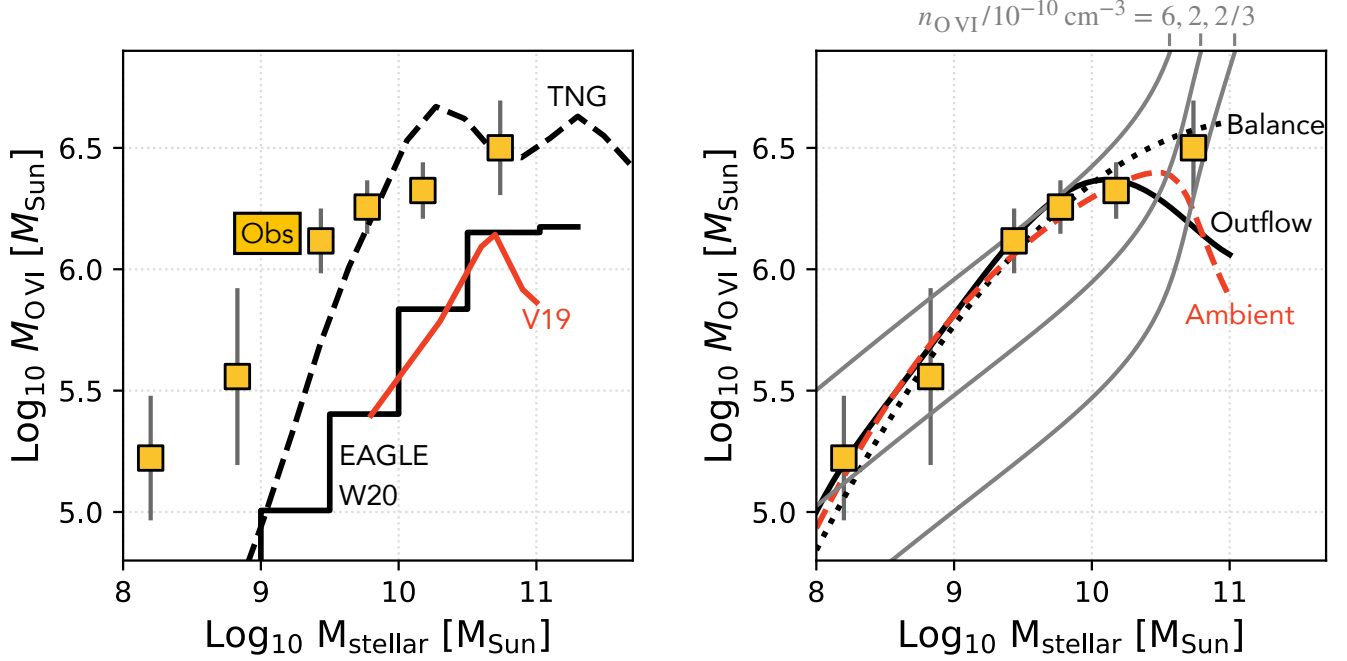 n_O VI/10^−10 cm^−3 = 6, 2, 2/3
TNG
Obs
EAGLE
W20
V19
Log10 M_O VI [M_Sun]
6.5
6.0
5.5
5.0
8 9 10 11
Log10 M_stellar [M_Sun]
Balance
Outflow
Ambient
Log10 M_O VI [M_Sun]
6.5
6.0
5.5
5.0
8 9 10 11
Log10 M_stellar [M_Sun]